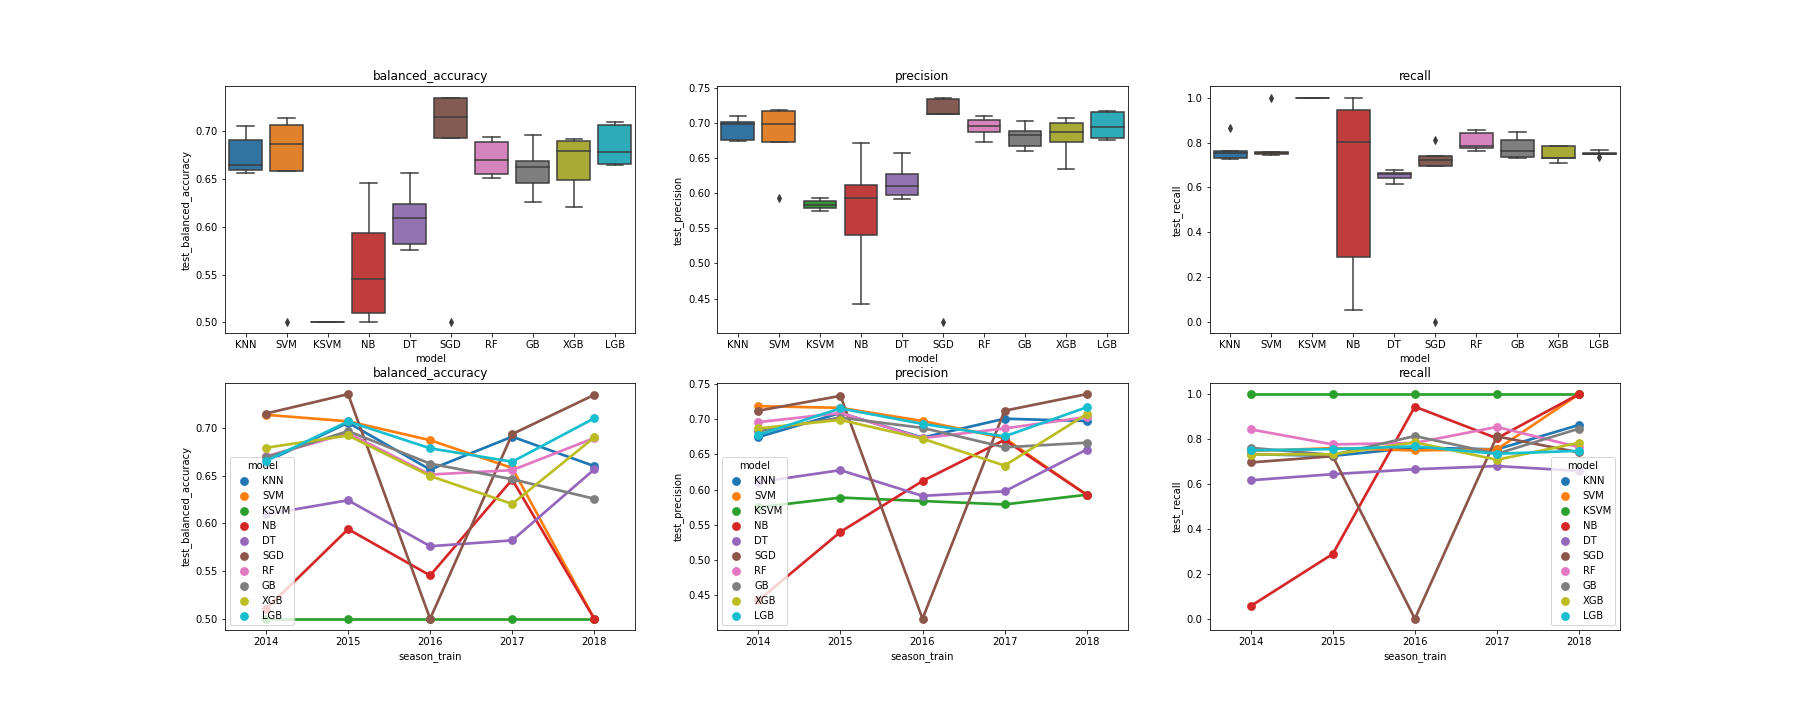 balanced_accuracy
test_balanced_accuracy
0.70
0.65
0.60
0.55
0.50
KNN SVM KSVM NB DT SGD RF GB XGB LGB
model
precision
test_precision
0.75
0.70
0.65
0.60
0.55
0.50
0.45
KNN SVM KSVM NB DT SGD RF GB XGB LGB
model
recall
test_recall
1.0
0.8
0.6
0.4
0.2
0.0
KNN SVM KSVM NB DT SGD RF GB XGB LGB
model
balanced_accuracy
test_balanced_accuracy
0.70
0.65
0.60
0.55
0.50
model
KNN
SVM
KSVM
NB
DT
SGD
RF
GB
XGB
LGB
2014 2015 2016 2017 2018
season_train
precision
test_precision
0.75
0.70
0.65
0.60
0.55
0.50
0.45
model
KNN
SVM
KSVM
NB
DT
SGD
RF
GB
XGB
LGB
2014 2015 2016 2017 2018
season_train
recall
test_recall
1.0
0.8
0.6
0.4
0.2
0.0
model
KNN
SVM
KSVM
NB
DT
SGD
RF
GB
XGB
LGB
2014 2015 2016 2017 2018
season_train